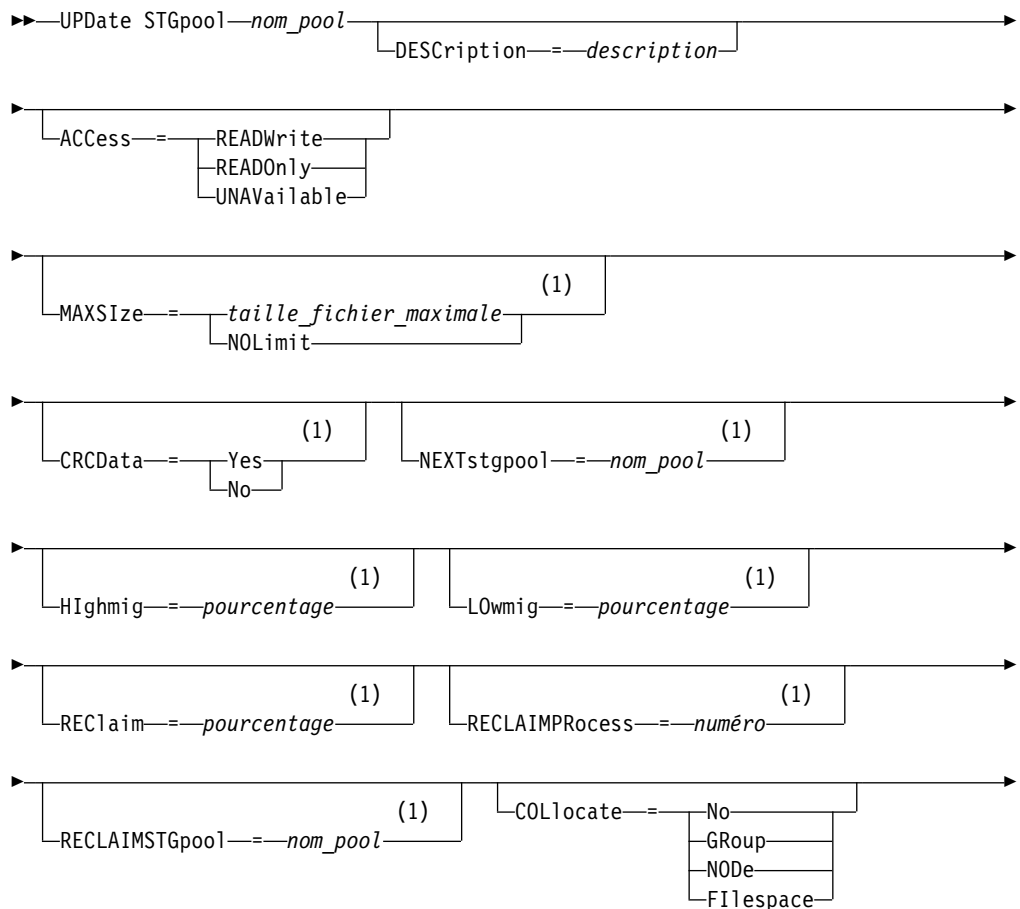 UPDate STGpool nom_pool
DESCription = description
ACCess = READWrite
READOnly
UNAVailable
(1)
MAXSIze = taille_fichier_maximale
NOLimit
(1) (1)
CRCData = Yes NEXTstgpool = nom_pool
No
(1) (1)
HIghmig = pourcentage LOwmig = pourcentage
(1) (1)
REClaim = pourcentage RECLAIMPRocess = numéro
(1) COLlocate = No
RECLAIMSTGpool = nom_pool GRoup
NODe
FIlespace